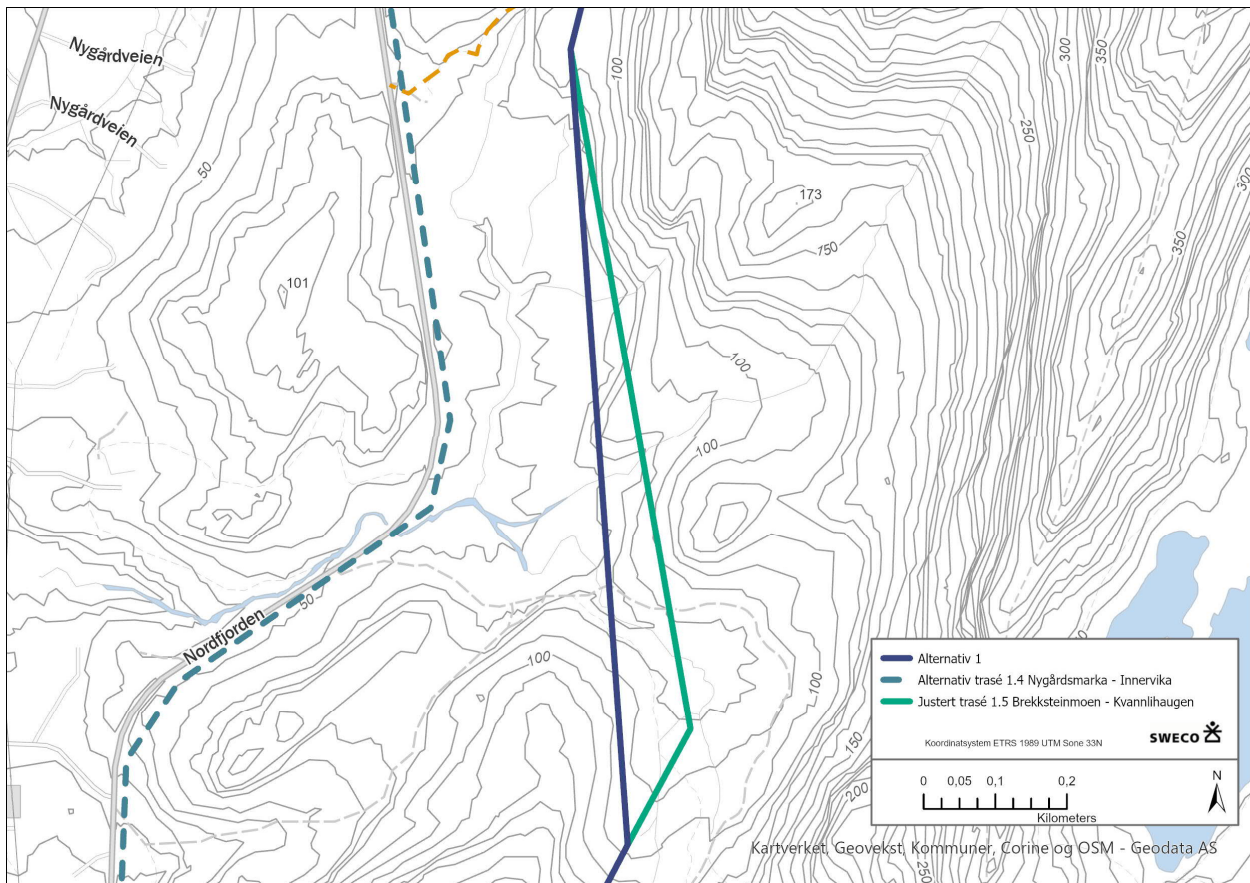 Nygårdveien
Nygårdveien
100
300
350
250
300
50
173
350
150
101
100
100
50
Nordfjorden
100
100
50
150
200
200
250
Alternativ 1
Alternativ trasé 1.4 Nygårdsmarka - Innervika
Justert trasé 1.5 Brekksteinmoen - Kvannlihaugen
Koordinatsystem ETRS 1989 UTM Sone 33N
SWECO
0 0,05 0,1 0,2
Kilometers
N
Kartverket, Geovekst, Kommuner, Corine og OSM - Geodata AS